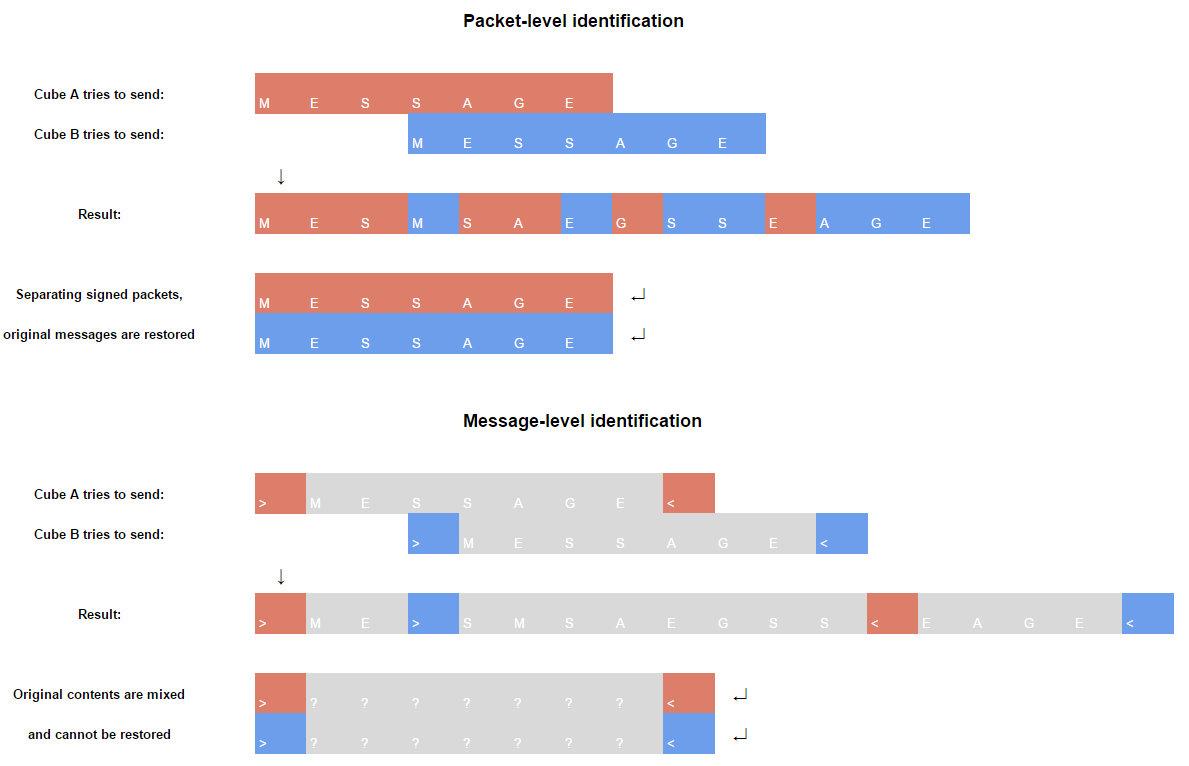 Packet-level identification
Cube A tries to send: M E S S A G E
Cube B tries to send: M E S S A G E
↓
Result: M E S M S A E G S S E A G E
Separating signed packets, M E S S A G E ↵
original messages are restored M E S S A G E ↵
Message-level identification
Cube A tries to send: > M E S S A G E <
Cube B tries to send: > M E S S A G E <
↓
Result: > M E > S M S A E G S S < E A G E <
Original contents are mixed > ? ? ? ? ? ? ? < ↵
and cannot be restored > ? ? ? ? ? ? ? < ↵